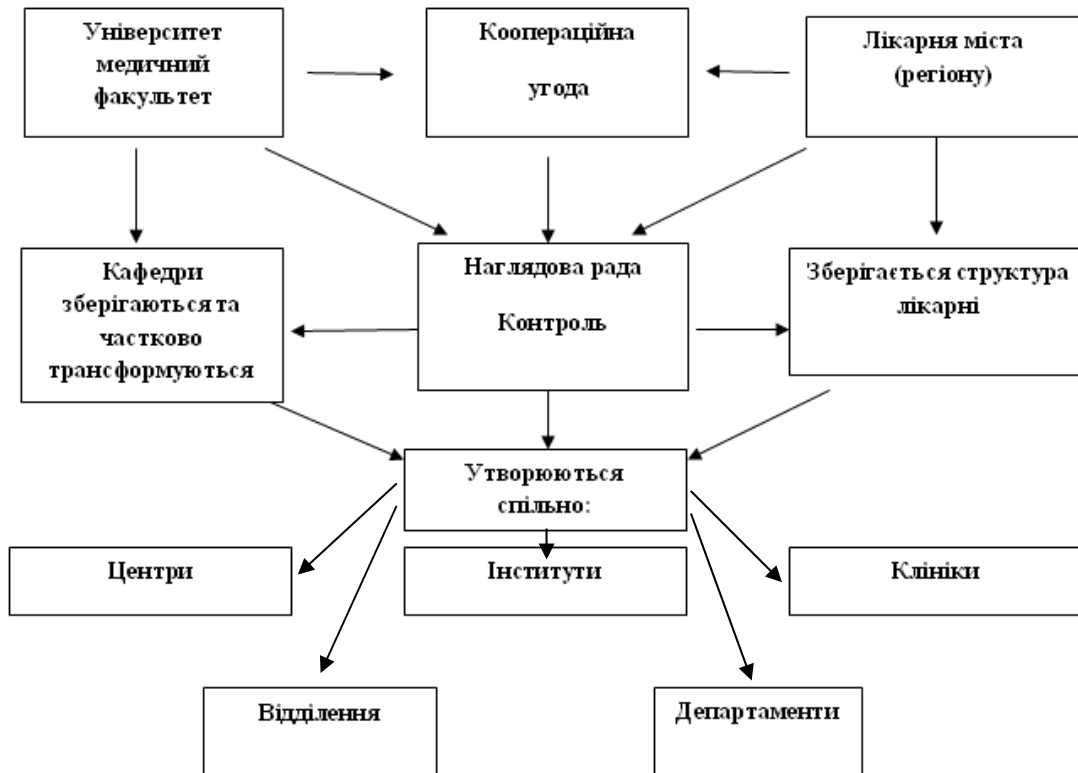 Університет
медичний
факультет
Коопераційна
угода
Лікарня міста
(регіону)
Кафедри
зберігаються та
частково
трансформуються
Наглядова рада
Контроль
Зберігається структура
лікарні
Утворюються
спільно:
Центри
Інститути
Клініки
Відділення
Департаменти